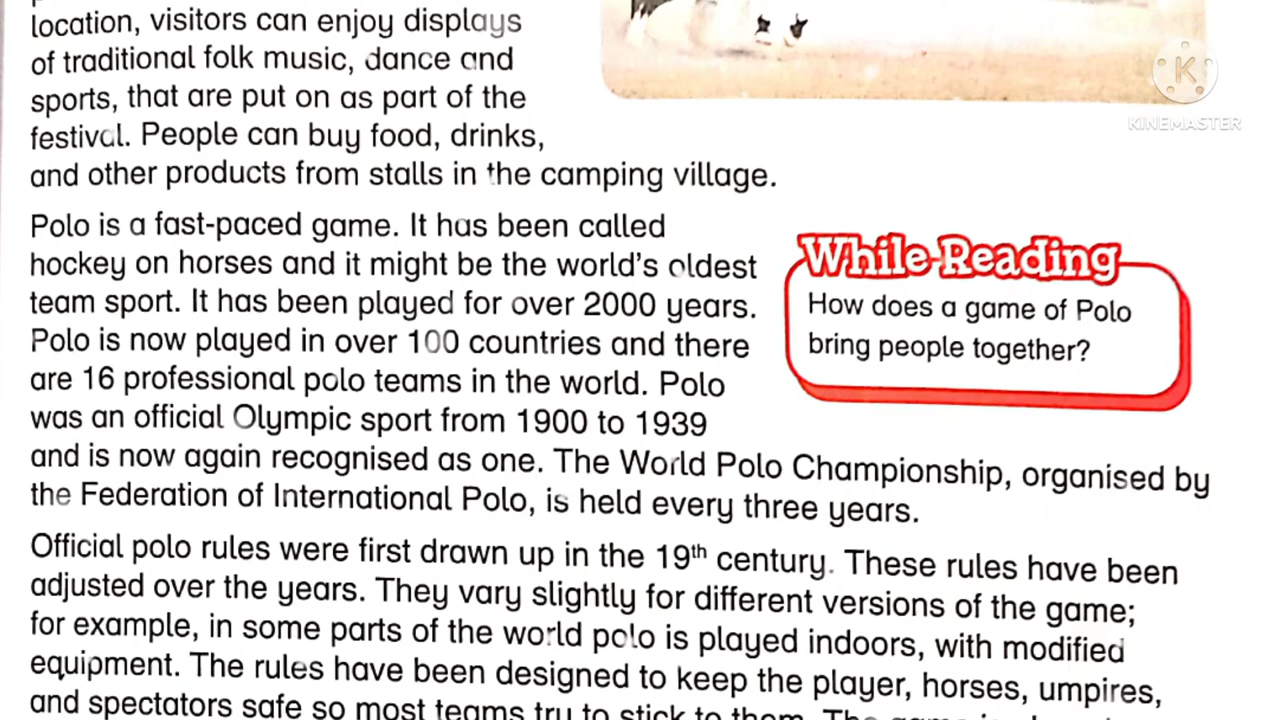 location, visitors can enjoy displays
of traditional folk music, dance and
sports, that are put on as part of the
festival. People can buy food, drinks,
and other products from stalls in the camping village.
KINEMASTER
Polo is a fast-paced game. It has been called
hockey on horses and it might be the world's oldest
team sport. It has been played for over 2000 years.
Polo is now played in over 100 countries and there
are 16 professional polo teams in the world. Polo
was an official Olympic sport from 1900 to 1939
and is now again recognised as one. The World Polo Championship, organised by
the Federation of International Polo, is held every three years.
While-Reading
How does a game of Polo
bring people together?
Official polo rules were first drawn up in the 19th century. These rules have been
adjusted over the years. They vary slightly for different versions of the game;
for example, in some parts of the world polo is played indoors, with modified
equipment. The rules have been designed to keep the player, horses, umpires,
and spectators safe so most teams try to stick to them. The game is